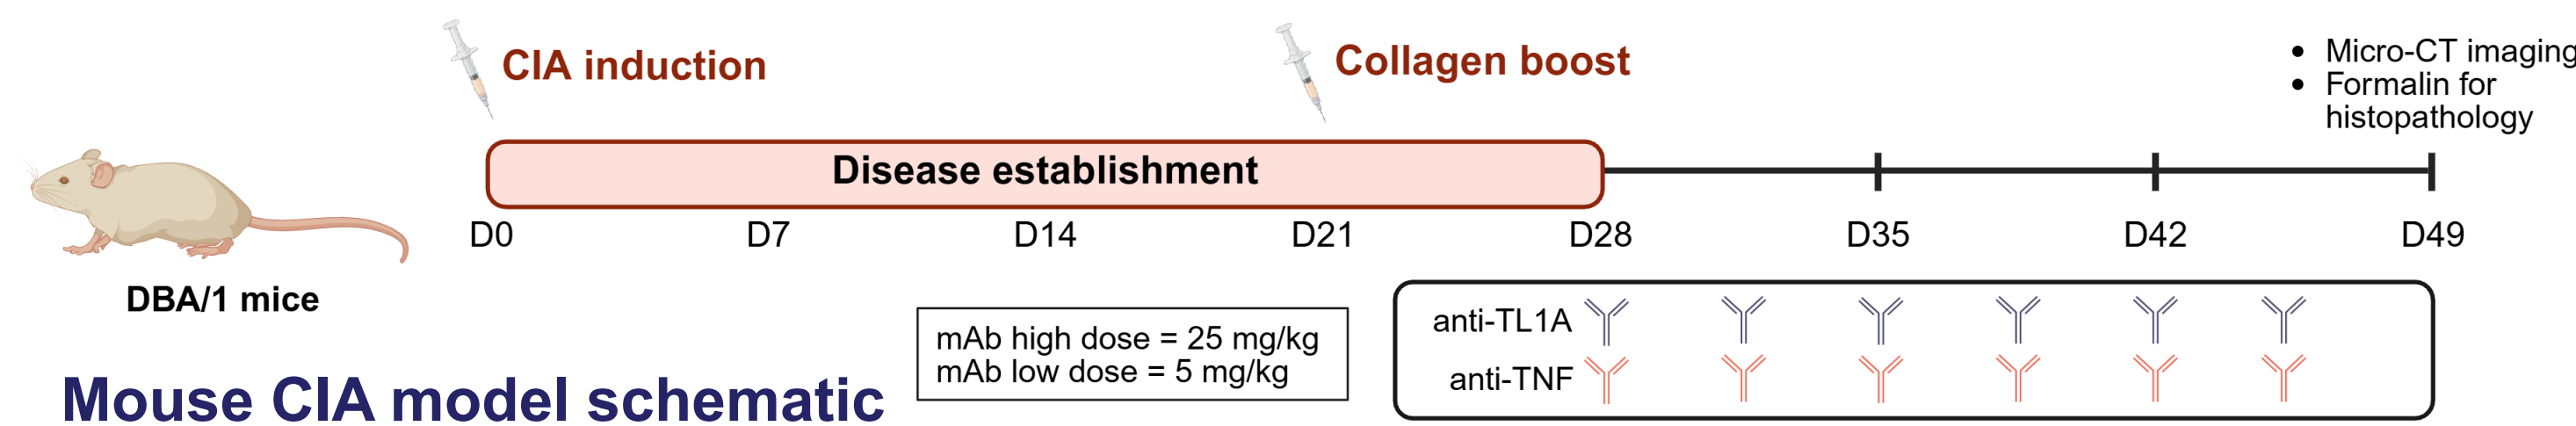 CIA induction
Collagen boost
• Micro-CT imaging
• Formalin for
histopathology
Disease establishment
D0 D7 D14 D21 D28 D35 D42 D49
DBA/1 mice
mAb high dose = 25 mg/kg
mAb low dose = 5 mg/kg
anti-TL1A
anti-TNF
Mouse CIA model schematic